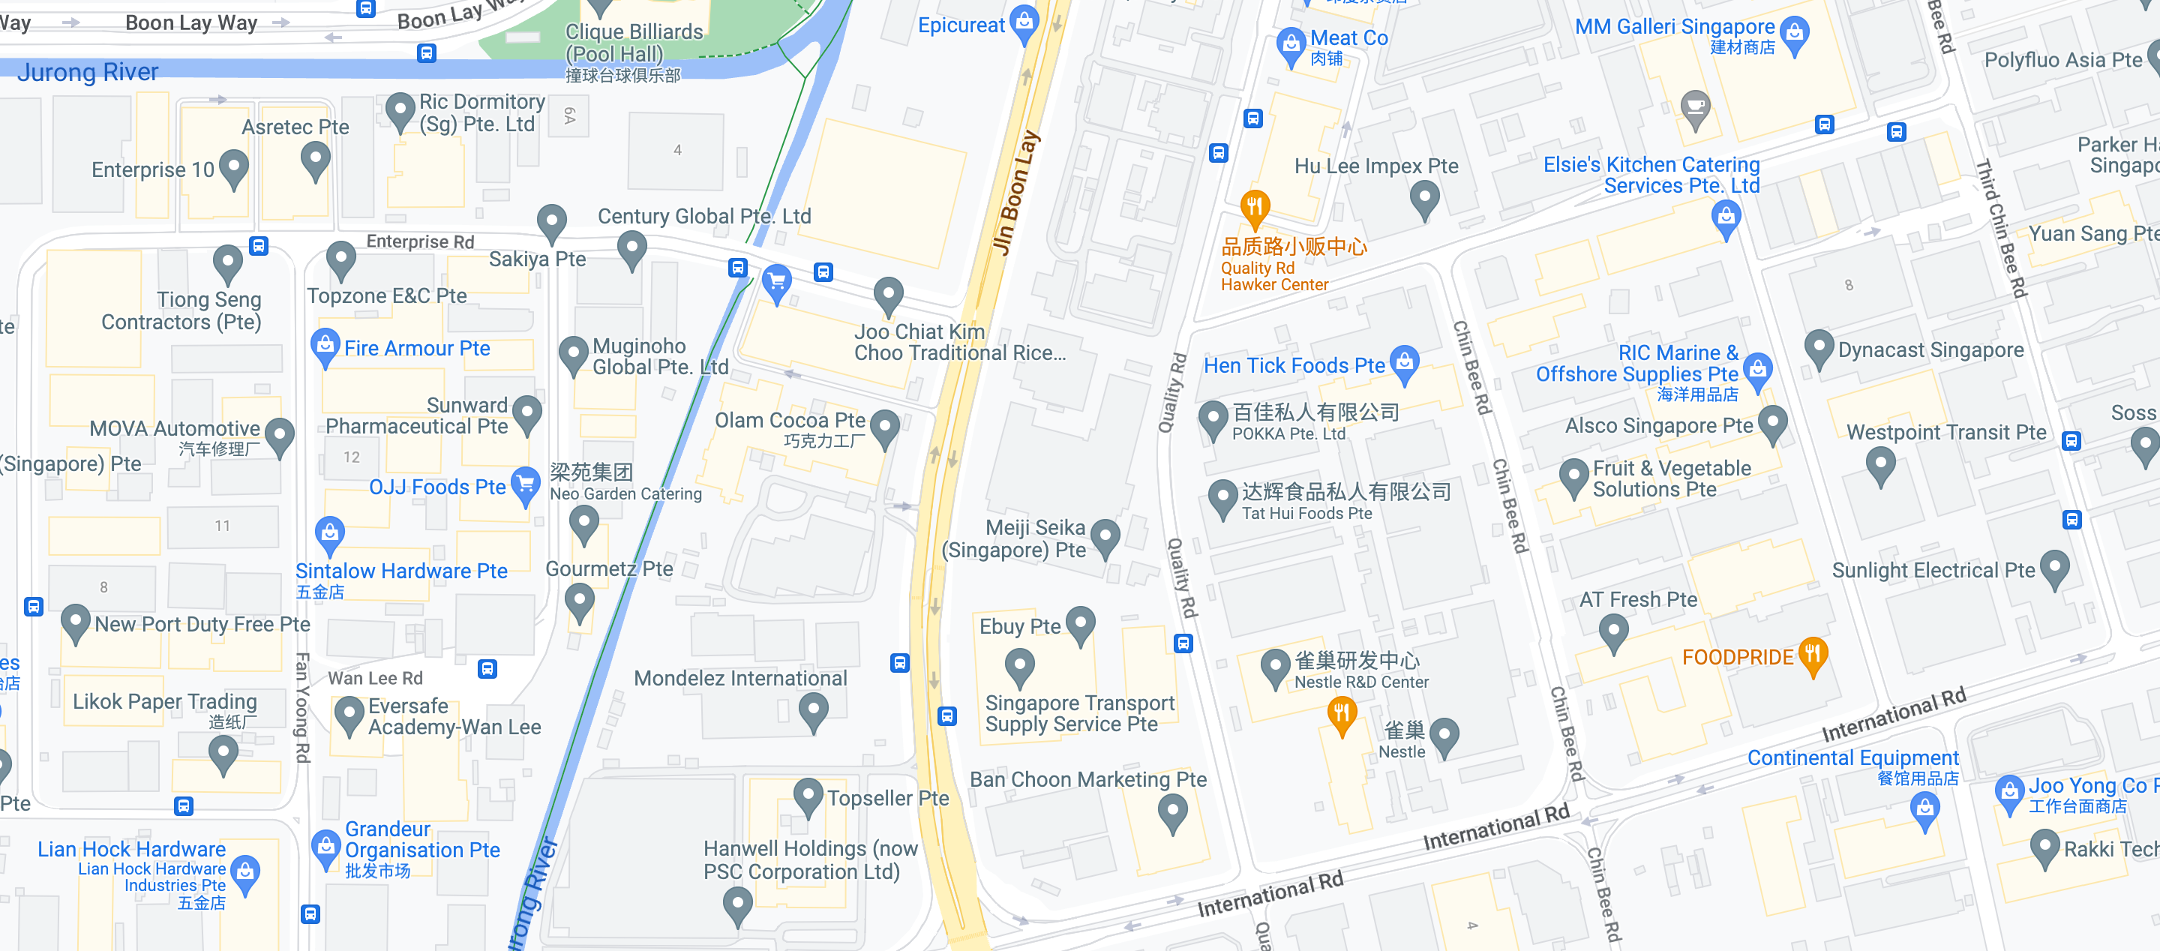 Way
Boon Lay Way
Boon Lay Way
Clique Billiards
(Pool Hall)
撞球台球俱乐部
Epicureat
Meat Co
肉铺
MM Galleri Singapore
建材商店
Bee Rd
Polyfluo Asia Pte
Jurong River
Ric Dormitory
(Sg) Pte. Ltd
6A
4
Asretec Pte
Enterprise 10
Jln Boon Lay
Hu Lee Impex Pte
Elsie's Kitchen Catering
Services Pte. Ltd
Parker
Singapo
Third Chin Bee Rd
Century Global Pte. Ltd
Enterprise Rd
Sakiya Pte
品质路小贩中心
Quality Rd
Hawker Center
Yuan Sang Pte
Tiong Seng
Contractors (Pte)
Topzone E&C Pte
8
te
Fire Armour Pte
Muginoho
Global Pte. Ltd
Joo Chiat Kim
Choo Traditional Rice...
Hen Tick Foods Pte
Chin Bee Rd
RIC Marine &
Offshore Supplies Pte
海洋用品店
Dynacast Singapore
Quality Rd
MOVA Automotive
汽车修理厂
Sunward
Pharmaceutical Pte
Olam Cocoa Pte
巧克力工厂
百佳私人有限公司
POKKA Pte. Ltd
Alsco Singapore Pte
Westpoint Transit Pte
Soss
(Singapore) Pte
12
OJJ Foods Pte
梁苑集团
Neo Garden Catering
达辉食品私人有限公司
Tat Hui Foods Pte
Chin Bee Rd
Fruit & Vegetable
Solutions Pte
11
Meiji Seika
(Singapore) Pte
Quality Rd
Sintalow Hardware Pte
五金店
Gourmetz Pte
Sunlight Electrical Pte
8
New Port Duty Free Pte
Ebuy Pte
AT Fresh Pte
FOODPRIDE
es
Fan Yoong Rd
Wan Lee Rd
Mondelez International
雀巢研发中心
Nestle R&D Center
Likok Paper Trading
造纸厂
Eversafe
Academy-Wan Lee
Singapore Transport
Supply Service Pte
雀巢
Nestle
Chin Bee Rd
International Rd
Continental Equipment
餐馆用品店
Pte
Topseller Pte
Ban Choon Marketing Pte
Joo Yong Co
工作台面商店
International Rd
Lian Hock Hardware
Lian Hock Hardware
Industries Pte
五金店
Grandeur
Organisation Pte
批发市场
Hanwell Holdings (now
PSC Corporation Ltd)
Rakki Tech
Chin Bee Rd
International Rd
Jurong River
4
Qua